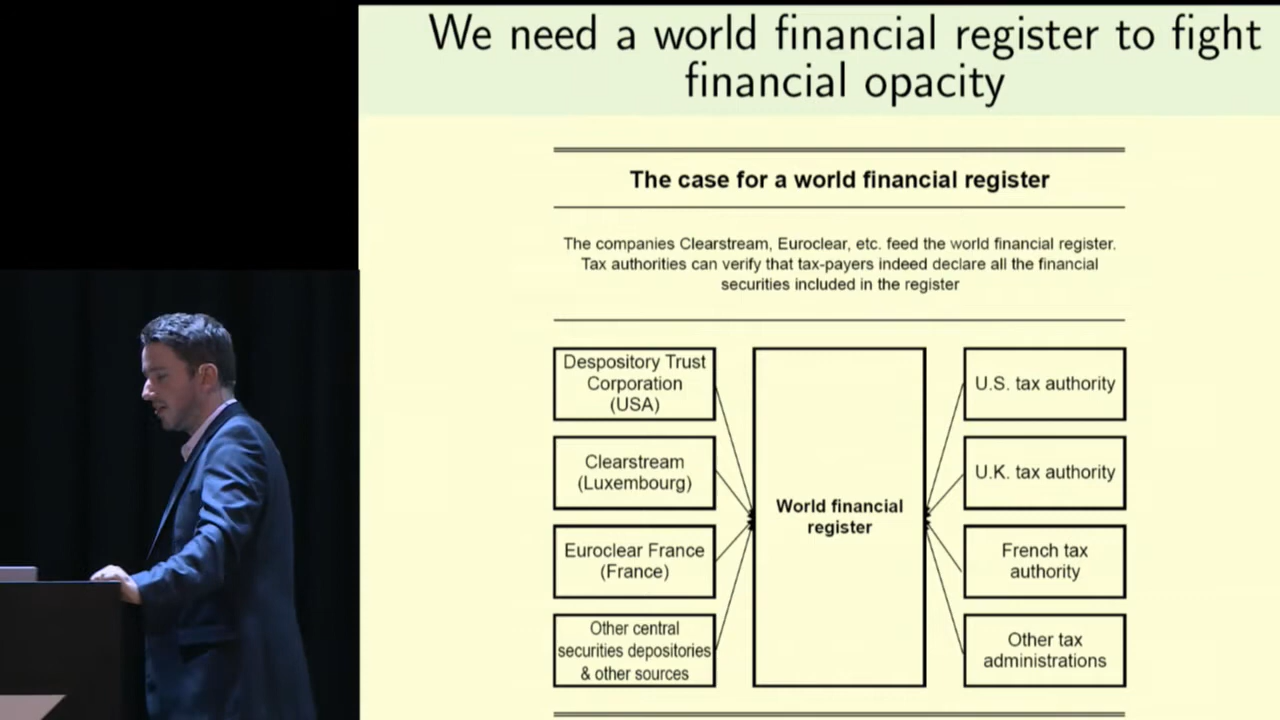 We need a world financial register to fight
financial opacity
The case for a world financial register
The companies Clearstream, Euroclear, etc. feed the world financial register.
Tax authorities can verify that tax-payers indeed declare all the financial
securities included in the register
Despository Trust
Corporation
(USA)
Clearstream
(Luxembourg)
Euroclear France
(France)
Other central
securities depositories
& other sources
World financial
register
U.S. tax authority
U.K. tax authority
French tax
authority
Other tax
administrations